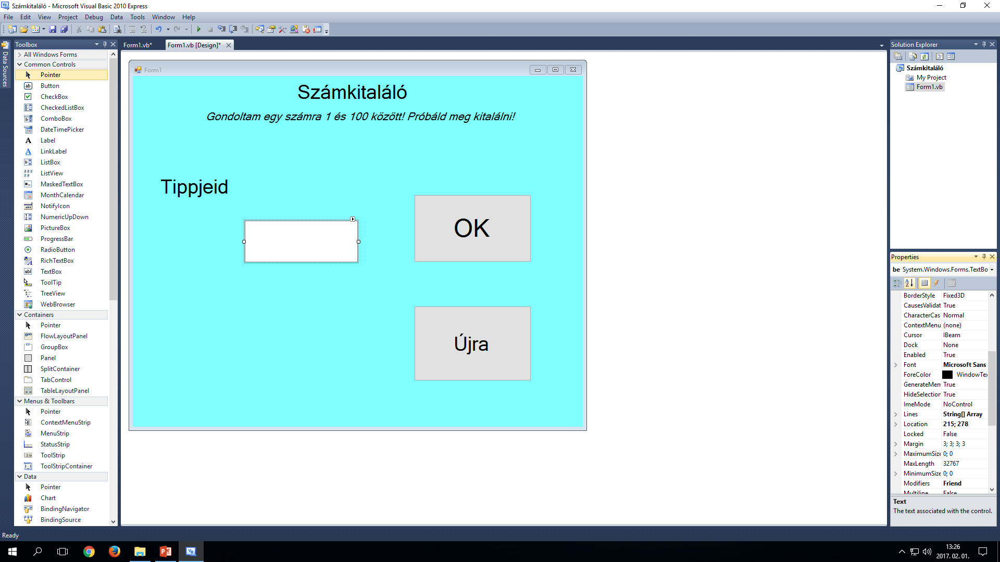 Számkitaláló - Microsoft Visual Basic 2010 Express
File Edit View Project Debug Data Tools Window Help
Data Sources
Toolbox
All Windows Forms
Common Controls
Pointer
Button
CheckBox
CheckedListBox
ComboBox
DateTimePicker
Label
LinkLabel
ListBox
ListView
MaskedTextBox
MonthCalendar
NotifyIcon
NumericUpDown
PictureBox
ProgressBar
RadioButton
RichTextBox
TextBox
ToolTip
TreeView
WebBrowser
Containers
Pointer
FlowLayoutPanel
GroupBox
Panel
SplitContainer
TabControl
TableLayoutPanel
Menus & Toolbars
Pointer
ContextMenuStrip
MenuStrip
StatusStrip
ToolStrip
ToolStripContainer
Data
Pointer
Chart
BindingNavigator
BindingSource
Form1.vb* Form1.vb [Design]*
Form1
Számkitaláló
Gondoltam egy számra 1 és 100 között! Próbáld meg kitalálni!
Tippjeid
OK
Újra
Solution Explorer
Számkitaláló
My Project
Form1.vb
Properties
be System.Windows.Forms.TextBo
BorderStyle Fixed3D
CausesValidat True
CharacterCas Normal
ContextMenu (none)
Cursor IBeam
Dock None
Enabled True
Font Microsoft Sans
ForeColor WindowTex
GenerateMem True
HideSelection True
ImeMode NoControl
Lines String[] Array
Location 215; 278
Locked False
Margin 3; 3; 3; 3
MaximumSize 0; 0
MaxLength 32767
MinimumSize 0; 0
Modifiers Friend
Multiline False
Text
The text associated with the control.
Ready
13:26
2017. 02. 01.